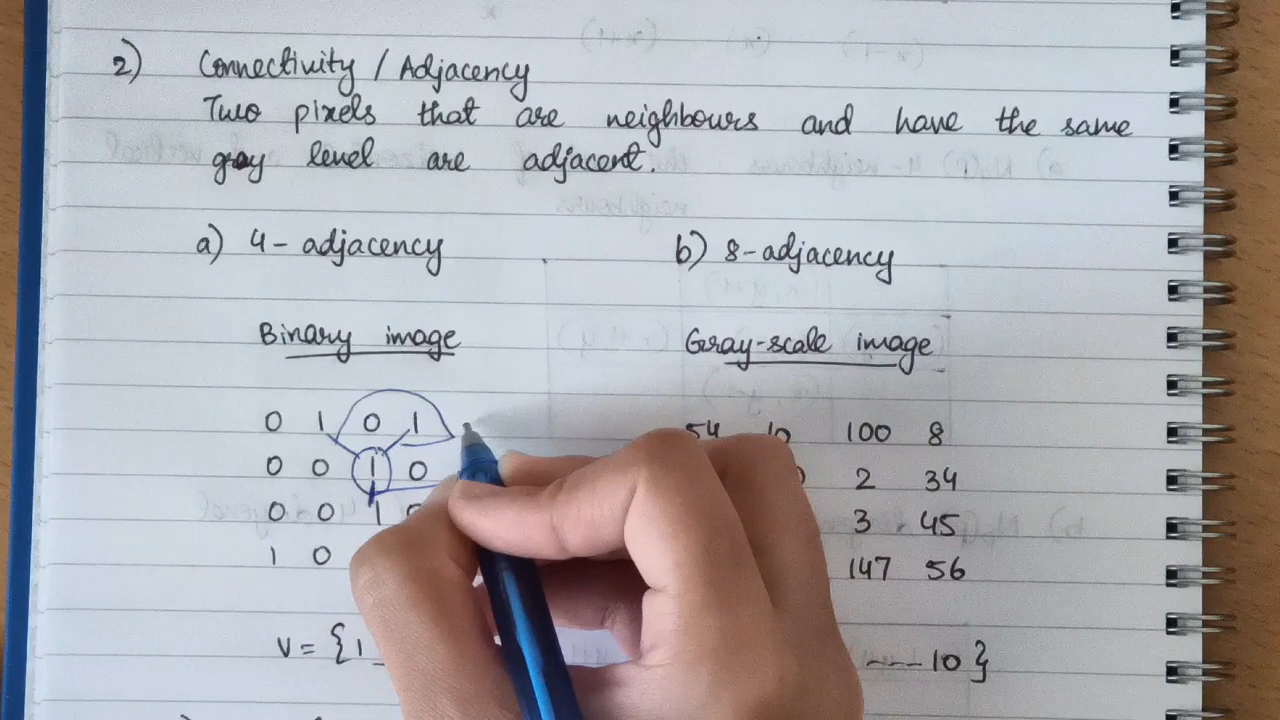 2) Connectivity / Adjacency
Two pixels that are neighbours and have the same
gray level are adjacent.
a) 4- adjacency b) 8-adjacency
Binary image Gray-scale image
0 1 0 1 54 10 100 8
0 0 1 0 2 34
0 0 1 3 45
1 0 147 56
V = {1 ---10}